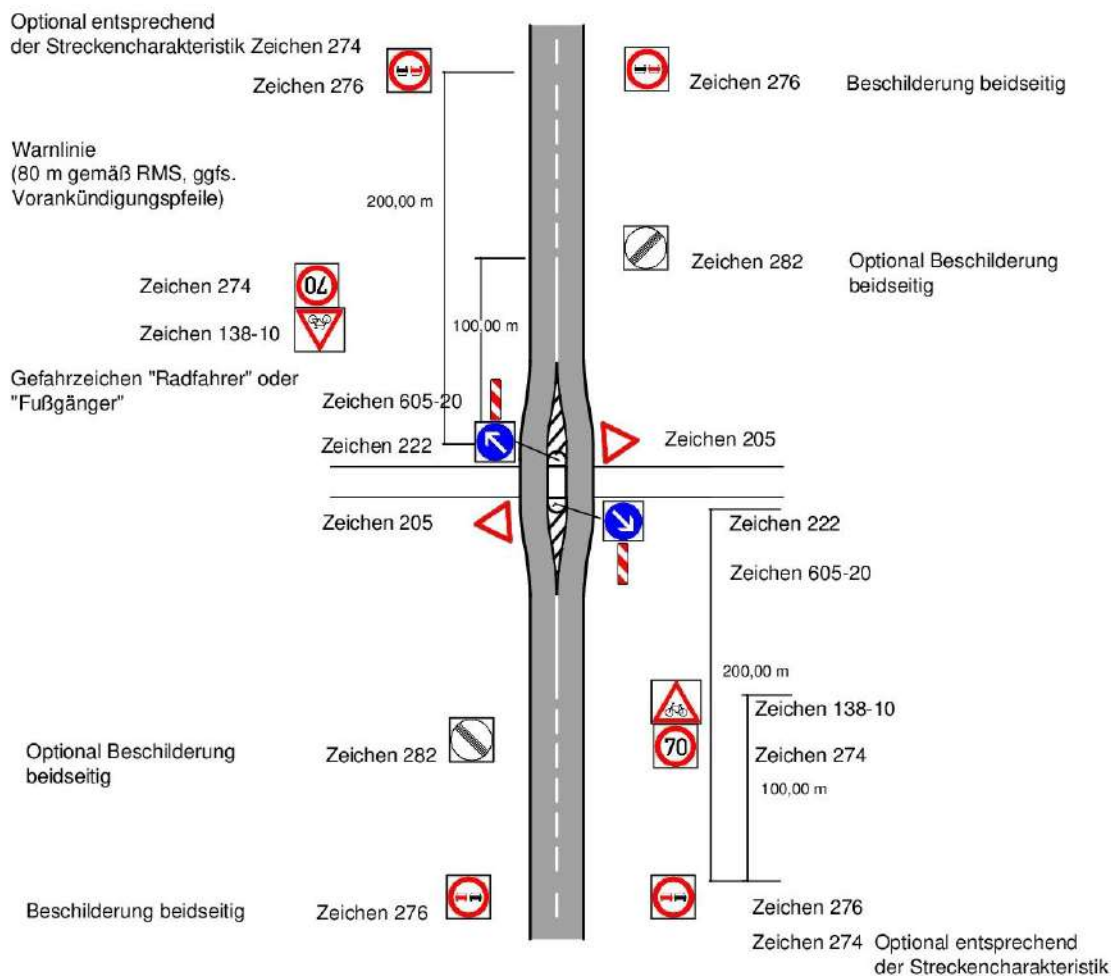 Optional entsprechend
der Streckencharakteristik Zeichen 274
Zeichen 276
Zeichen 276
Beschilderung beidseitig
Warnlinie
(80 m gemäß RMS, ggfs.
Vorankündigungspfeile)
200,00 m
Zeichen 282
Optional Beschilderung
beidseitig
Zeichen 274
70
Zeichen 138-10
100,00 m
Gefahrzeichen "Radfahrer" oder
"Fußgänger"
Zeichen 605-20
Zeichen 222
Zeichen 205
Zeichen 205
Zeichen 222
Zeichen 605-20
200,00 m
Zeichen 138-10
70
Zeichen 274
100,00 m
Optional Beschilderung
beidseitig
Zeichen 282
Beschilderung beidseitig
Zeichen 276
Zeichen 276
Zeichen 274 Optional entsprechend
der Streckencharakteristik